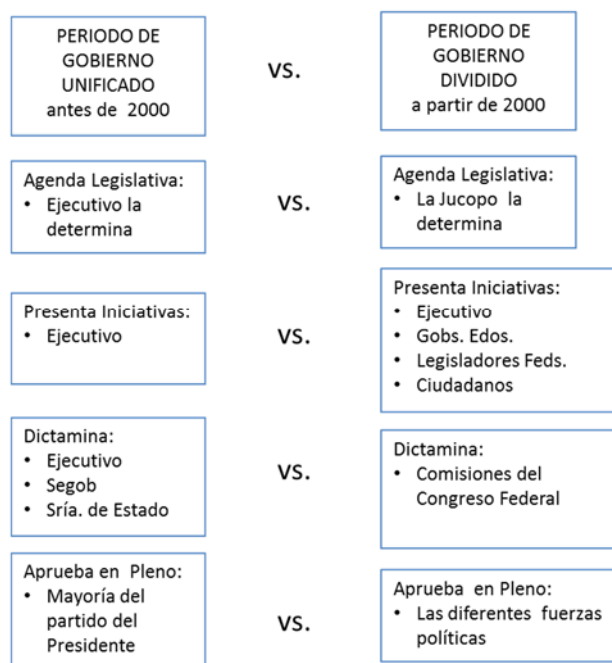 PERIODO DE
GOBIERNO
UNIFICADO
antes de 2000
vs.
PERIODO DE
GOBIERNO
DIVIDIDO
a partir de 2000
Agenda Legislativa:
• Ejecutivo la
determina
vs.
Agenda Legislativa:
• La Jucopo la
determina
Presenta Iniciativas:
• Ejecutivo
vs.
Presenta Iniciativas:
• Ejecutivo
• Gobs. Edos.
• Legisladores Feds.
• Ciudadanos
Dictamina:
• Ejecutivo
• Segob
• Sría. de Estado
vs.
Dictamina:
• Comisiones del
Congreso Federal
Aprueba en Pleno:
• Mayoría del
partido del
Presidente
vs.
Aprueba en Pleno:
• Las diferentes fuerzas
políticas